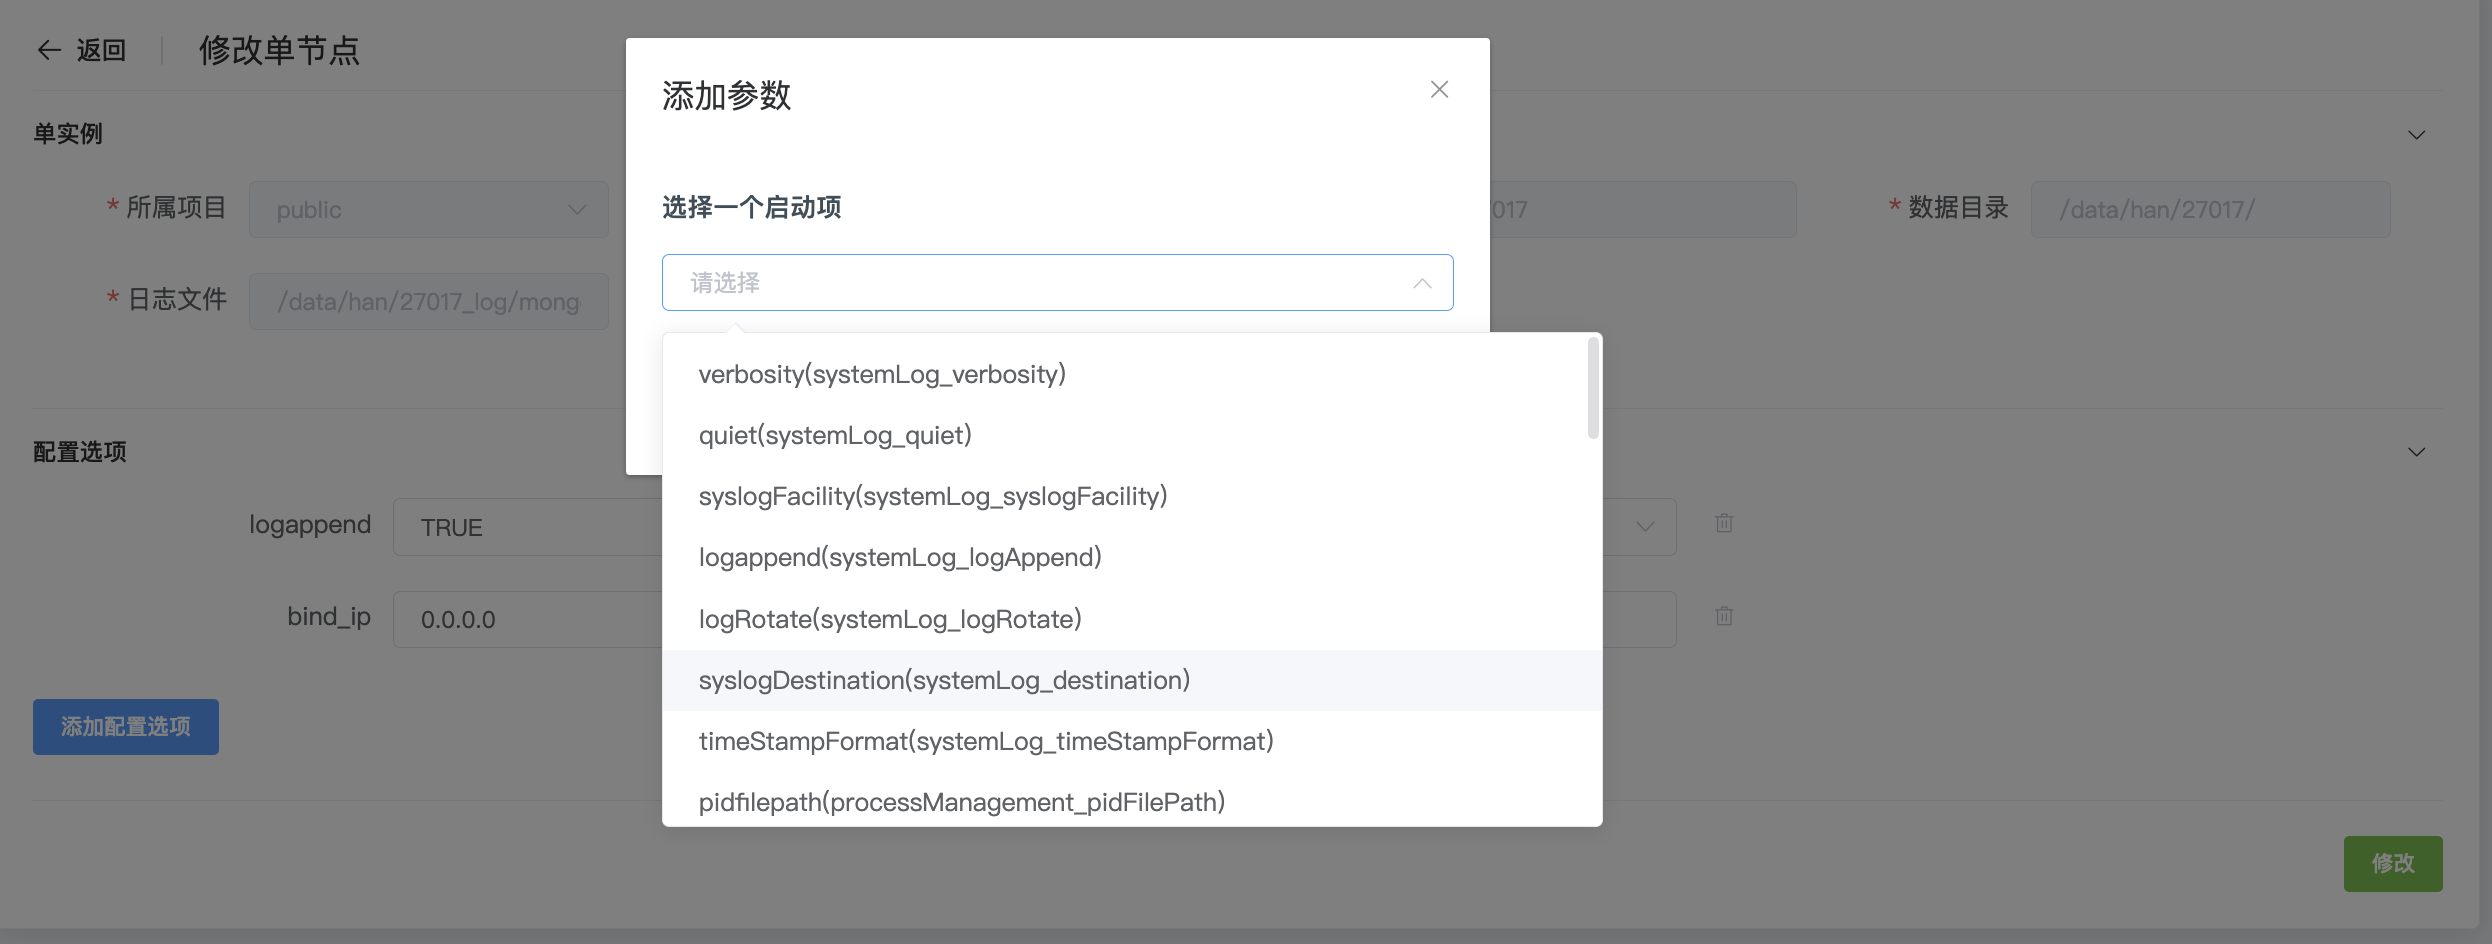 返回
修改单节点
单实例
* 所属项目
public
017
* 数据目录
/data/han/27017/
* 日志文件
/data/han/27017_log/mong
添加参数
选择一个启动项
请选择
verbosity(systemLog_verbosity)
quiet(systemLog_quiet)
syslogFacility(systemLog_syslogFacility)
logappend(systemLog_logAppend)
logRotate(systemLog_logRotate)
syslogDestination(systemLog_destination)
timeStampFormat(systemLog_timeStampFormat)
pidfilepath(processManagement_pidFilePath)
配置选项
logappend
TRUE
bind_ip
0.0.0.0
添加配置选项
修改